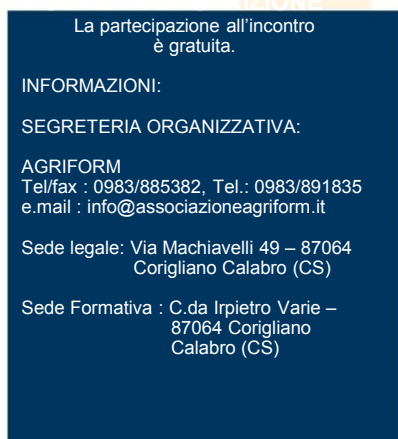 IZIONE
La partecipazione all'incontro
è gratuita.
INFORMAZIONI:
SEGRETERIA ORGANIZZATIVA:
AGRIFORM
Tel/fax : 0983/885382, Tel.: 0983/891835
e.mail : info@associazioneagriform.it
Sede legale: Via Machiavelli 49 – 87064
Corigliano Calabro (CS)
Sede Formativa : C.da Irpietro Varie –
87064 Corigliano
Calabro (CS)